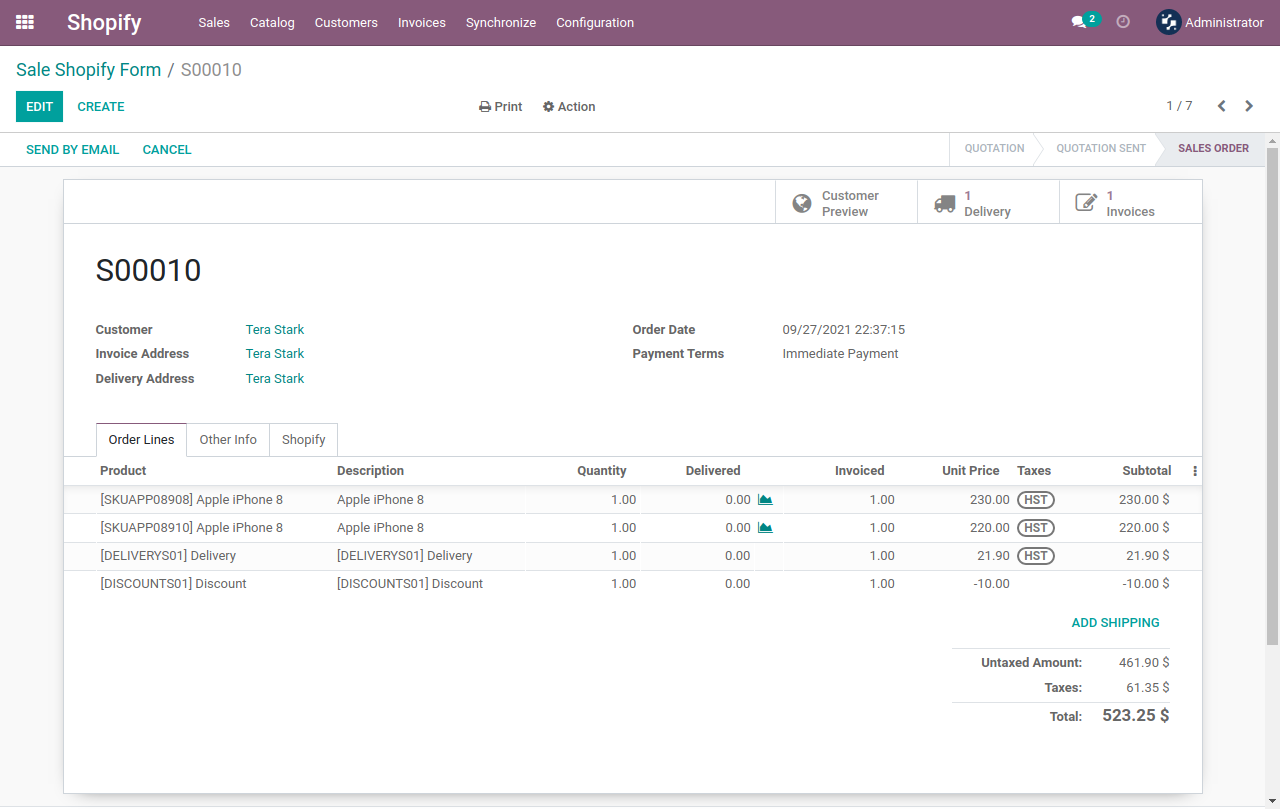 Shopify Sales Catalog Customers Invoices Synchronize Configuration 2 Administrator
Sale Shopify Form / S00010
EDIT CREATE Print Action 1 / 7
SEND BY EMAIL CANCEL QUOTATION QUOTATION SENT SALES ORDER
Customer Preview
1 Delivery
1 Invoices
S00010
Customer Tera Stark
Invoice Address Tera Stark
Delivery Address Tera Stark
Order Date 09/27/2021 22:37:15
Payment Terms Immediate Payment
Order Lines Other Info Shopify
Product Description Quantity Delivered Invoiced Unit Price Taxes Subtotal
[SKUAPP08908] Apple iPhone 8 Apple iPhone 8 1.00 0.00 1.00 230.00 HST 230.00 $
[SKUAPP08910] Apple iPhone 8 Apple iPhone 8 1.00 0.00 1.00 220.00 HST 220.00 $
[DELIVERYS01] Delivery [DELIVERYS01] Delivery 1.00 0.00 1.00 21.90 HST 21.90 $
[DISCOUNTS01] Discount [DISCOUNTS01] Discount 1.00 0.00 1.00 -10.00 -10.00 $
ADD SHIPPING
Untaxed Amount: 461.90 $
Taxes: 61.35 $
Total: 523.25 $